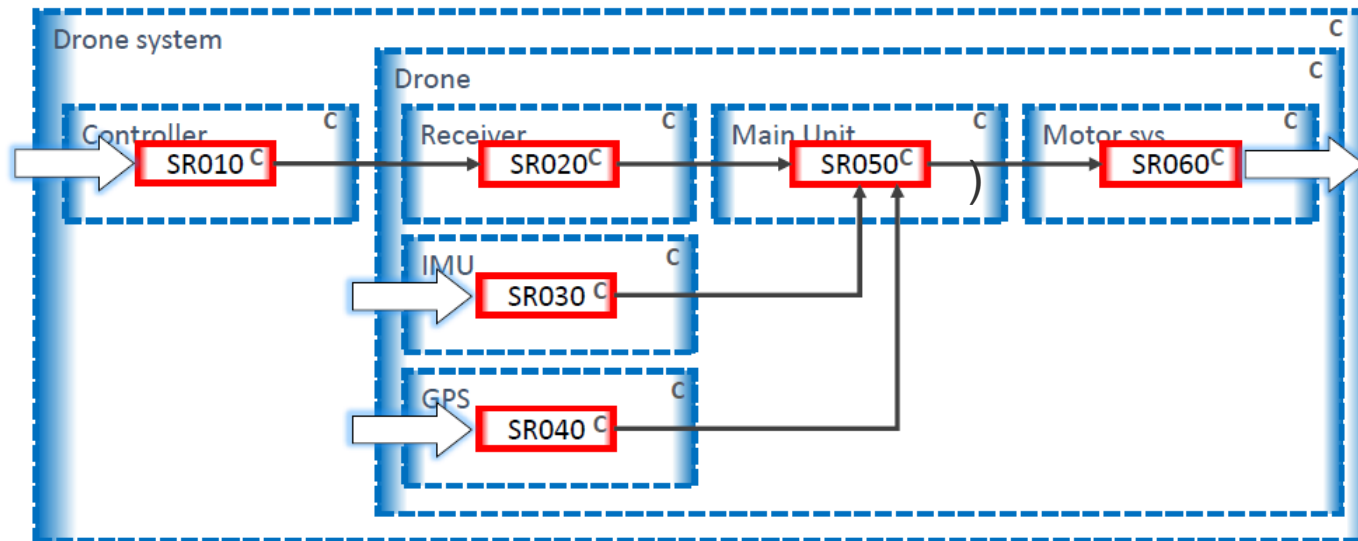 C
Drone system
C
Drone
Controller C
Receiver C
Main Unit C
Motor sys C
SR010 C
SR020 C
SR050 C
)
SR060 C
IMU C
SR030 C
GPS C
SR040 C